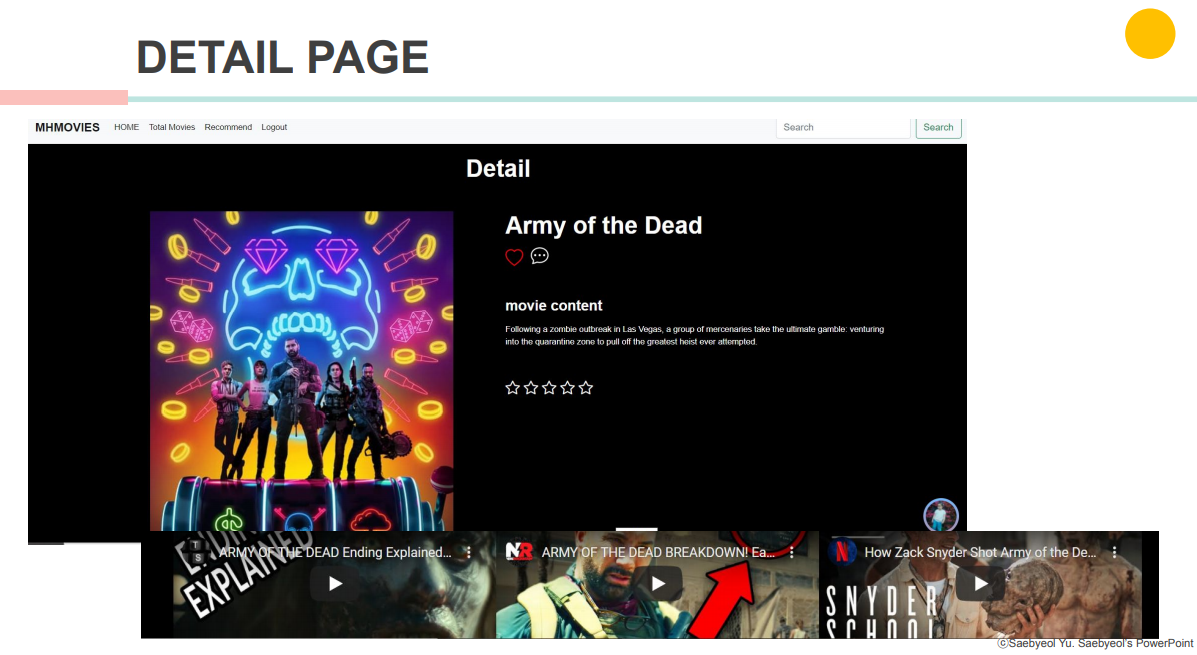 DETAIL PAGE
MHMOVIES HOME Total Movies Recommend Logout Search Search
Detail
Army of the Dead
movie content
Following a zombie outbreak in Las Vegas, a group of mercenaries take the ultimate gamble: venturing
into the quarantine zone to pull off the greatest heist ever attempted.
ARMY OF THE DEAD Ending Explained...
EXPLAINED
NR ARMY OF THE DEAD BREAKDOWN! Ea...
N How Zack Snyder Shot Army of the De...
SNYDER
SCHOOL
ⓒSaebyeol Yu. Saebyeol's PowerPoint